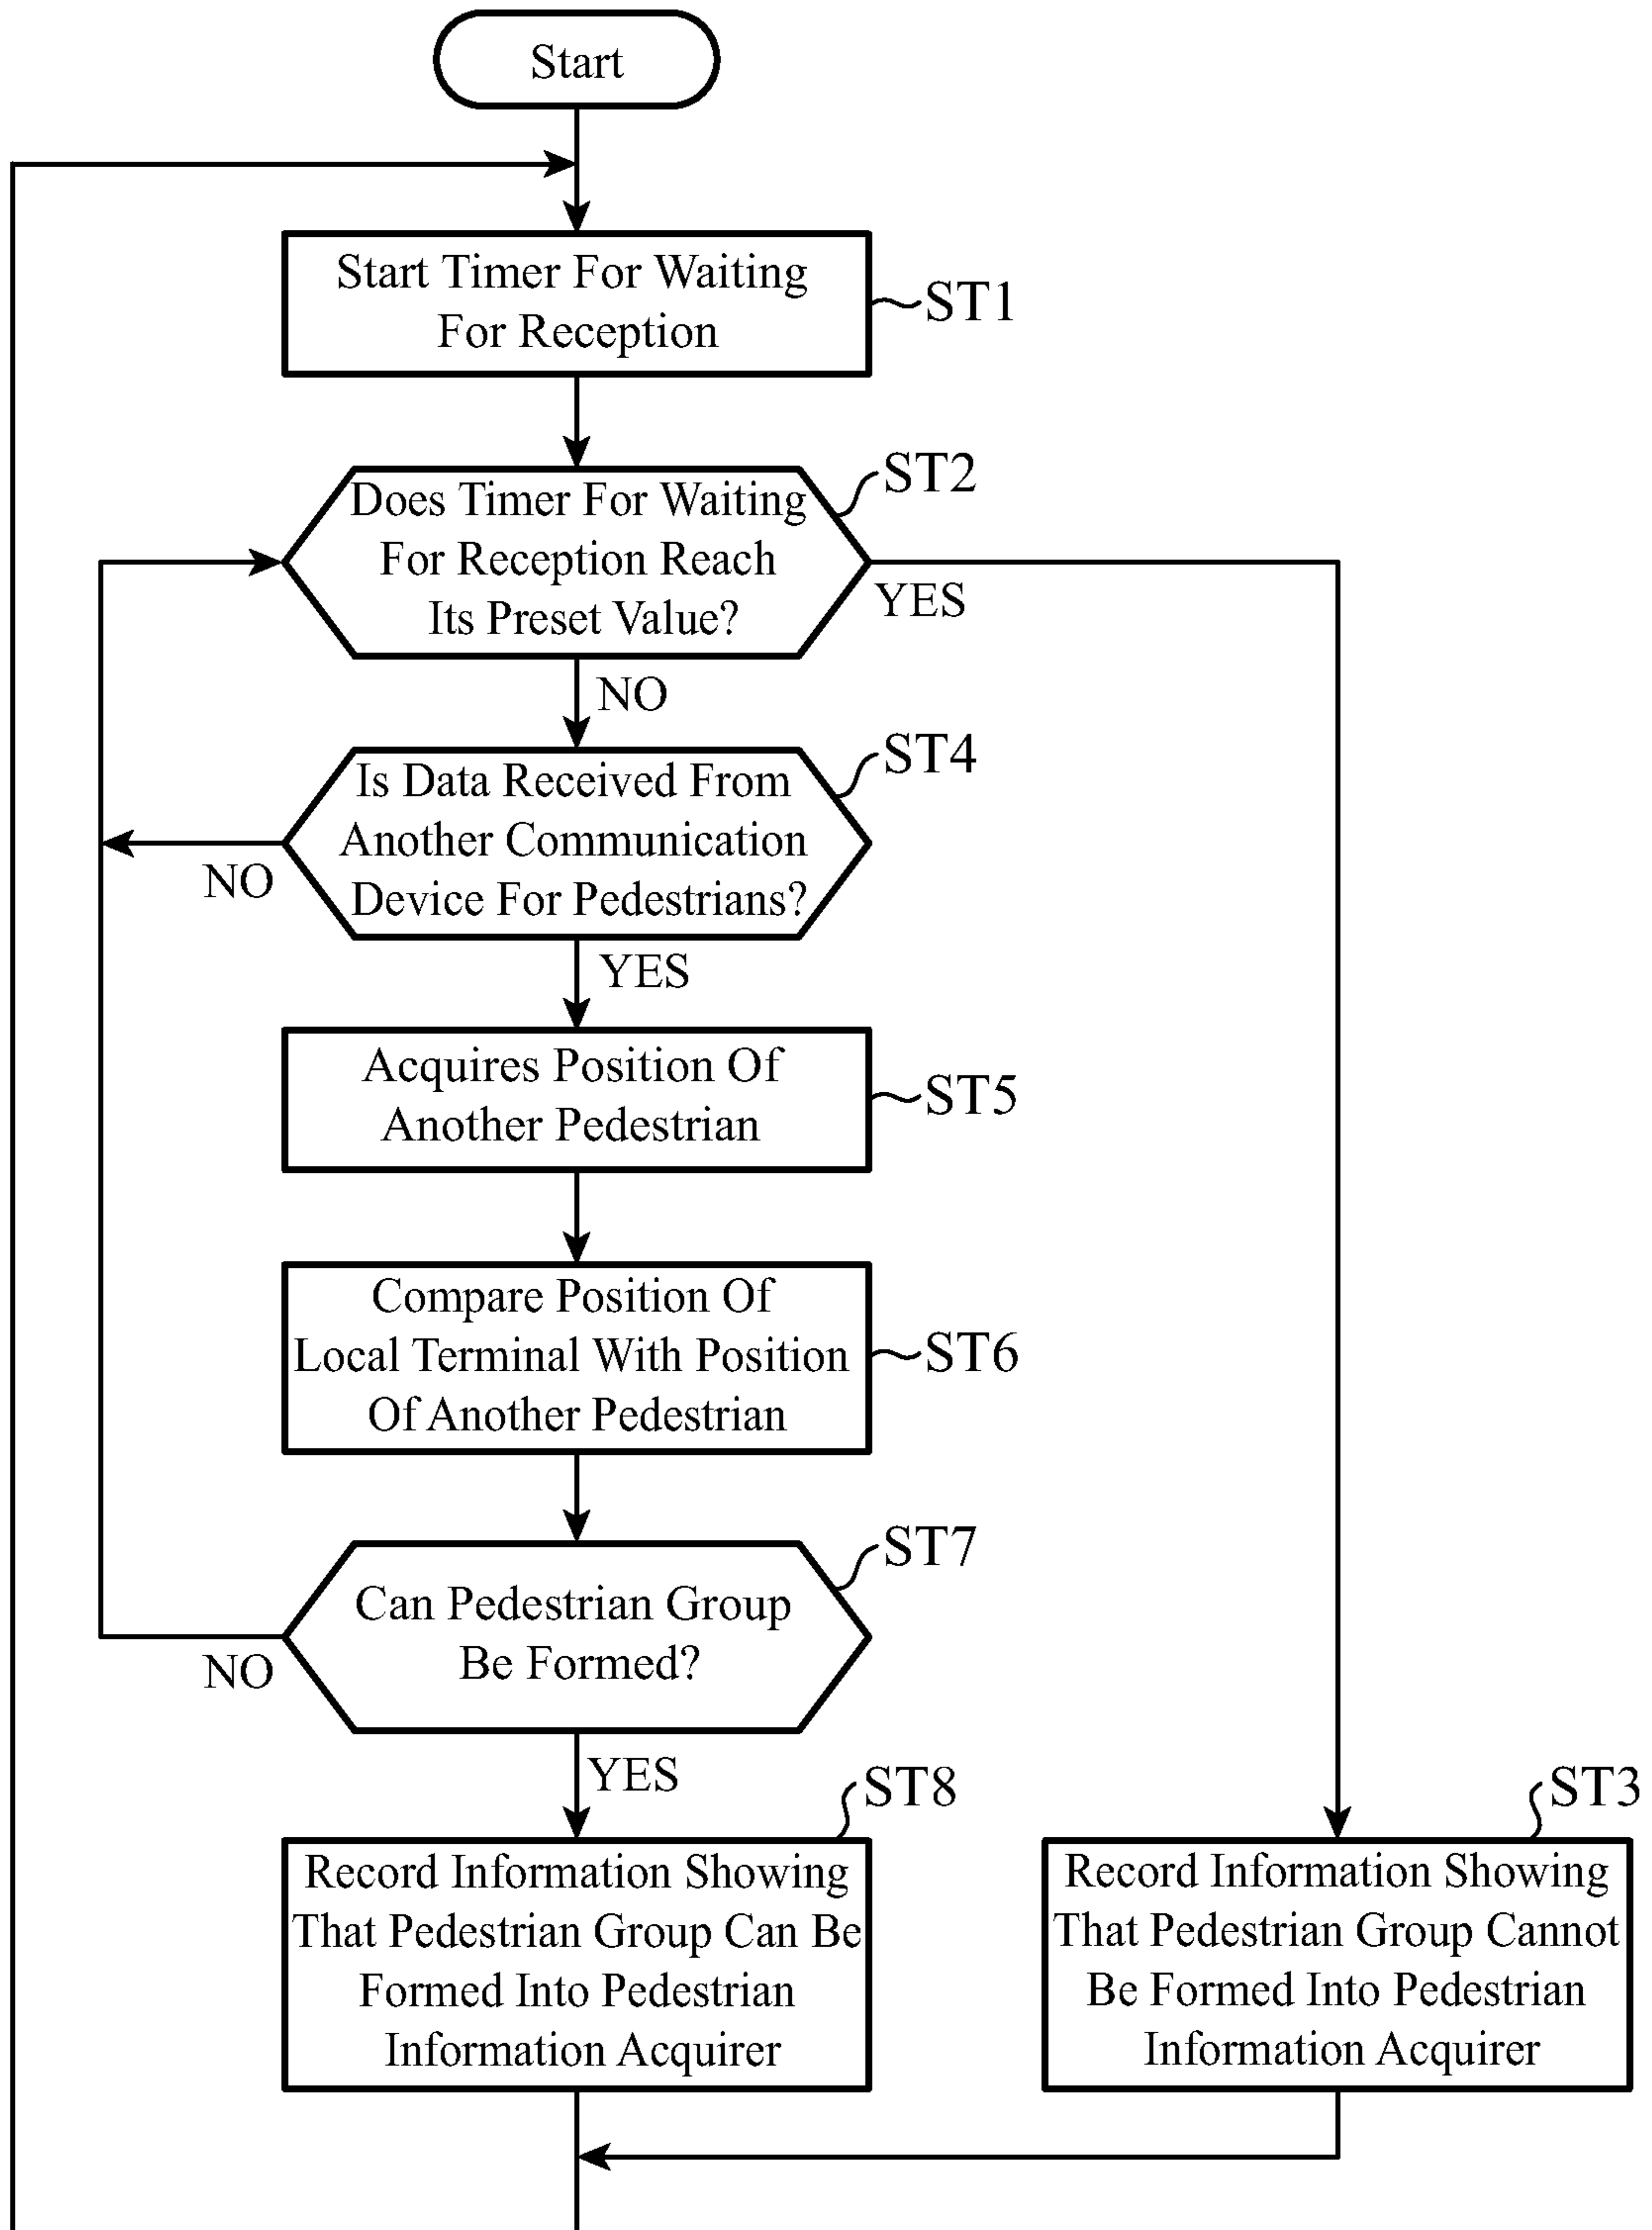 Start
Start Timer For Waiting
For Reception
ST1
Does Timer For Waiting
For Reception Reach
Its Preset Value?
ST2
YES
NO
Is Data Received From
Another Communication
Device For Pedestrians?
ST4
NO
YES
Acquires Position Of
Another Pedestrian
ST5
Compare Position Of
Local Terminal With Position
Of Another Pedestrian
ST6
Can Pedestrian Group
Be Formed?
ST7
NO
YES
Record Information Showing
That Pedestrian Group Can Be
Formed Into Pedestrian
Information Acquirer
ST8
Record Information Showing
That Pedestrian Group Cannot
Be Formed Into Pedestrian
Information Acquirer
ST3